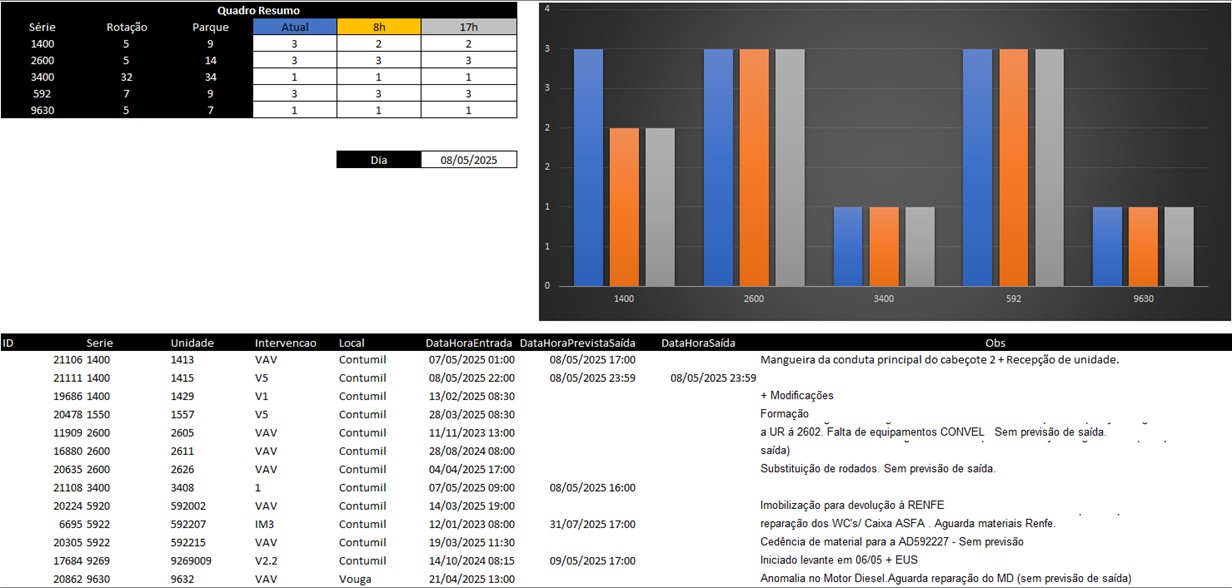 Quadro Resumo
Série Rotação Parque Atual 8h 17h
1400 5 9 3 2 2
2600 5 14 3 3 3
3400 32 34 1 1 1
592 7 9 3 3 3
9630 5 7 1 1 1
Dia 08/05/2025
4
3
3
2
2
1
1
0
1400 2600 3400 592 9630
ID Serie Unidade Intervencao Local DataHoraEntrada DataHoraPrevistaSaída DataHoraSaída Obs
21106 1400 1413 VAV Contumil 07/05/2025 01:00 08/05/2025 17:00 Mangueira da conduta principal do cabeçote 2 + Recepção de unidade.
21111 1400 1415 V5 Contumil 08/05/2025 22:00 08/05/2025 23:59 08/05/2025 23:59
19686 1400 1429 V1 Contumil 13/02/2025 08:30 + Modificações
20478 1550 1557 V5 Contumil 28/03/2025 08:30 Formação
11909 2600 2605 VAV Contumil 11/11/2023 13:00 a UR á 2602. Falta de equipamentos CONVEL Sem previsão de saída.
16880 2600 2611 VAV Contumil 28/08/2024 08:00 saída)
20635 2600 2626 VAV Contumil 04/04/2025 17:00 Substituição de rodados. Sem previsão de saída.
21108 3400 3408 1 Contumil 07/05/2025 09:00 08/05/2025 16:00
20224 5920 592002 VAV Contumil 14/03/2025 19:00 Imobilização para devolução à RENFE
6695 5922 592207 IM3 Contumil 12/01/2023 08:00 31/07/2025 17:00 reparação dos WC's/ Caixa ASFA . Aguarda materiais Renfe.
20305 5922 592215 VAV Contumil 19/03/2025 11:30 Cedência de material para a AD592227 - Sem previsão
17684 9269 9269009 V2.2 Contumil 14/10/2024 08:15 09/05/2025 17:00 Iniciado levante em 06/05 + EUS
20862 9630 9632 VAV Vouga 21/04/2025 13:00 Anomalia no Motor Diesel.Aguarda reparação do MD (sem previsão de saída)